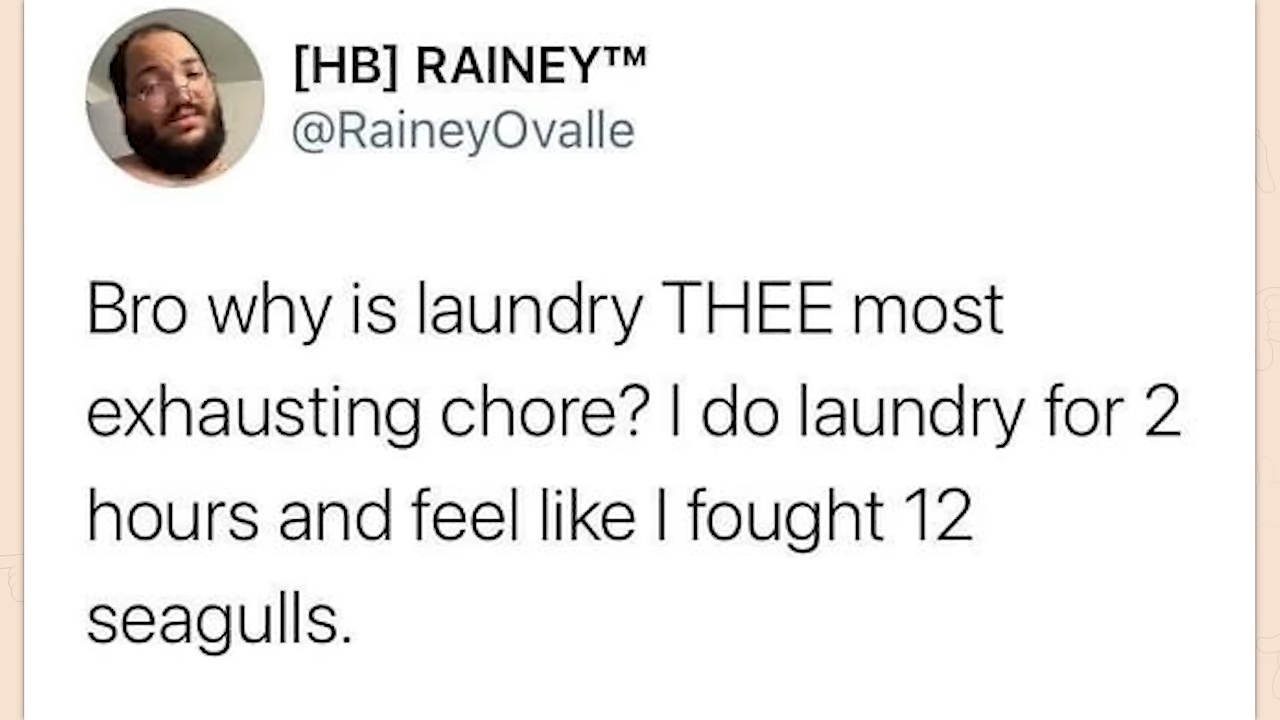 [HB] RAINEY™
@RaineyOvalle
Bro why is laundry THEE most
exhausting chore? I do laundry for 2
hours and feel like I fought 12
seagulls.